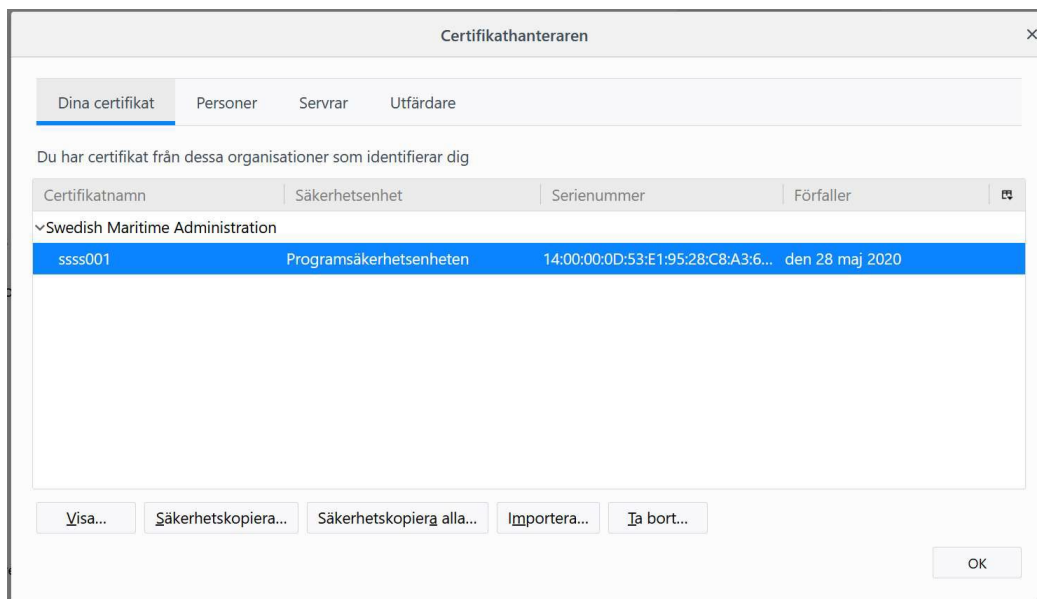 Certifikathanteraren
Dina certifikat Personer Servrar Utfärdare
Du har certifikat från dessa organisationer som identifierar dig
Certifikatnamn Säkerhetsenhet Serienummer Förfaller
Swedish Maritime Administration
ssss001 Programsäkerhetsenheten 14:00:00:0D:53:E1:95:28:C8:A3:6... den 28 maj 2020
Visa... Säkerhetskopiera... Säkerhetskopiera alla... Importera... Ta bort...
OK